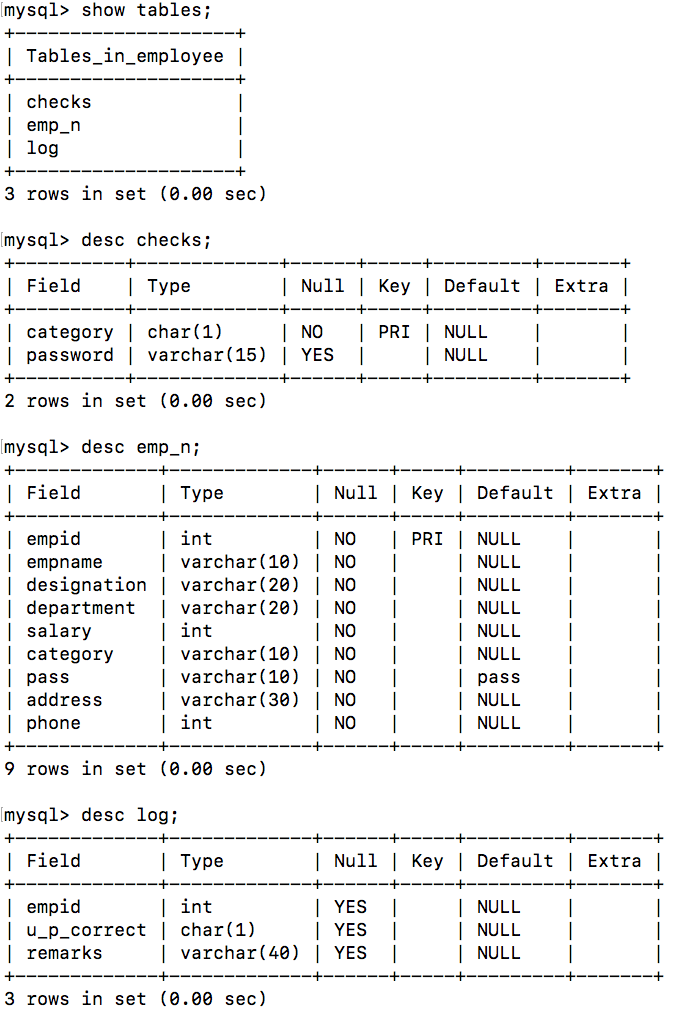 mysql> show tables;
+--------------------+
| Tables_in_employee |
+--------------------+
| checks             |
| emp_n              |
| log                |
+--------------------+
3 rows in set (0.00 sec)
mysql> desc checks;
+----------+-------------+------+-----+---------+-------+
| Field    | Type        | Null | Key | Default | Extra |
+----------+-------------+------+-----+---------+-------+
| category | char(1)     | NO   | PRI | NULL    |       |
| password | varchar(15) | YES  |     | NULL    |       |
+----------+-------------+------+-----+---------+-------+
2 rows in set (0.00 sec)
mysql> desc emp_n;
+-------------+-------------+------+-----+---------+-------+
| Field       | Type        | Null | Key | Default | Extra |
+-------------+-------------+------+-----+---------+-------+
| empid       | int         | NO   | PRI | NULL    |       |
| empname     | varchar(10) | NO   |     | NULL    |       |
| designation | varchar(20) | NO   |     | NULL    |       |
| department  | varchar(20) | NO   |     | NULL    |       |
| salary      | int         | NO   |     | NULL    |       |
| category    | varchar(10) | NO   |     | NULL    |       |
| pass        | varchar(10) | NO   |     | pass    |       |
| address     | varchar(30) | NO   |     | NULL    |       |
| phone       | int         | NO   |     | NULL    |       |
+-------------+-------------+------+-----+---------+-------+
9 rows in set (0.00 sec)
mysql> desc log;
+-------------+-------------+------+-----+---------+-------+
| Field       | Type        | Null | Key | Default | Extra |
+-------------+-------------+------+-----+---------+-------+
| empid       | int         | YES  |     | NULL    |       |
| u_p_correct | char(1)     | YES  |     | NULL    |       |
| remarks     | varchar(40) | YES  |     | NULL    |       |
+-------------+-------------+------+-----+---------+-------+
3 rows in set (0.00 sec)